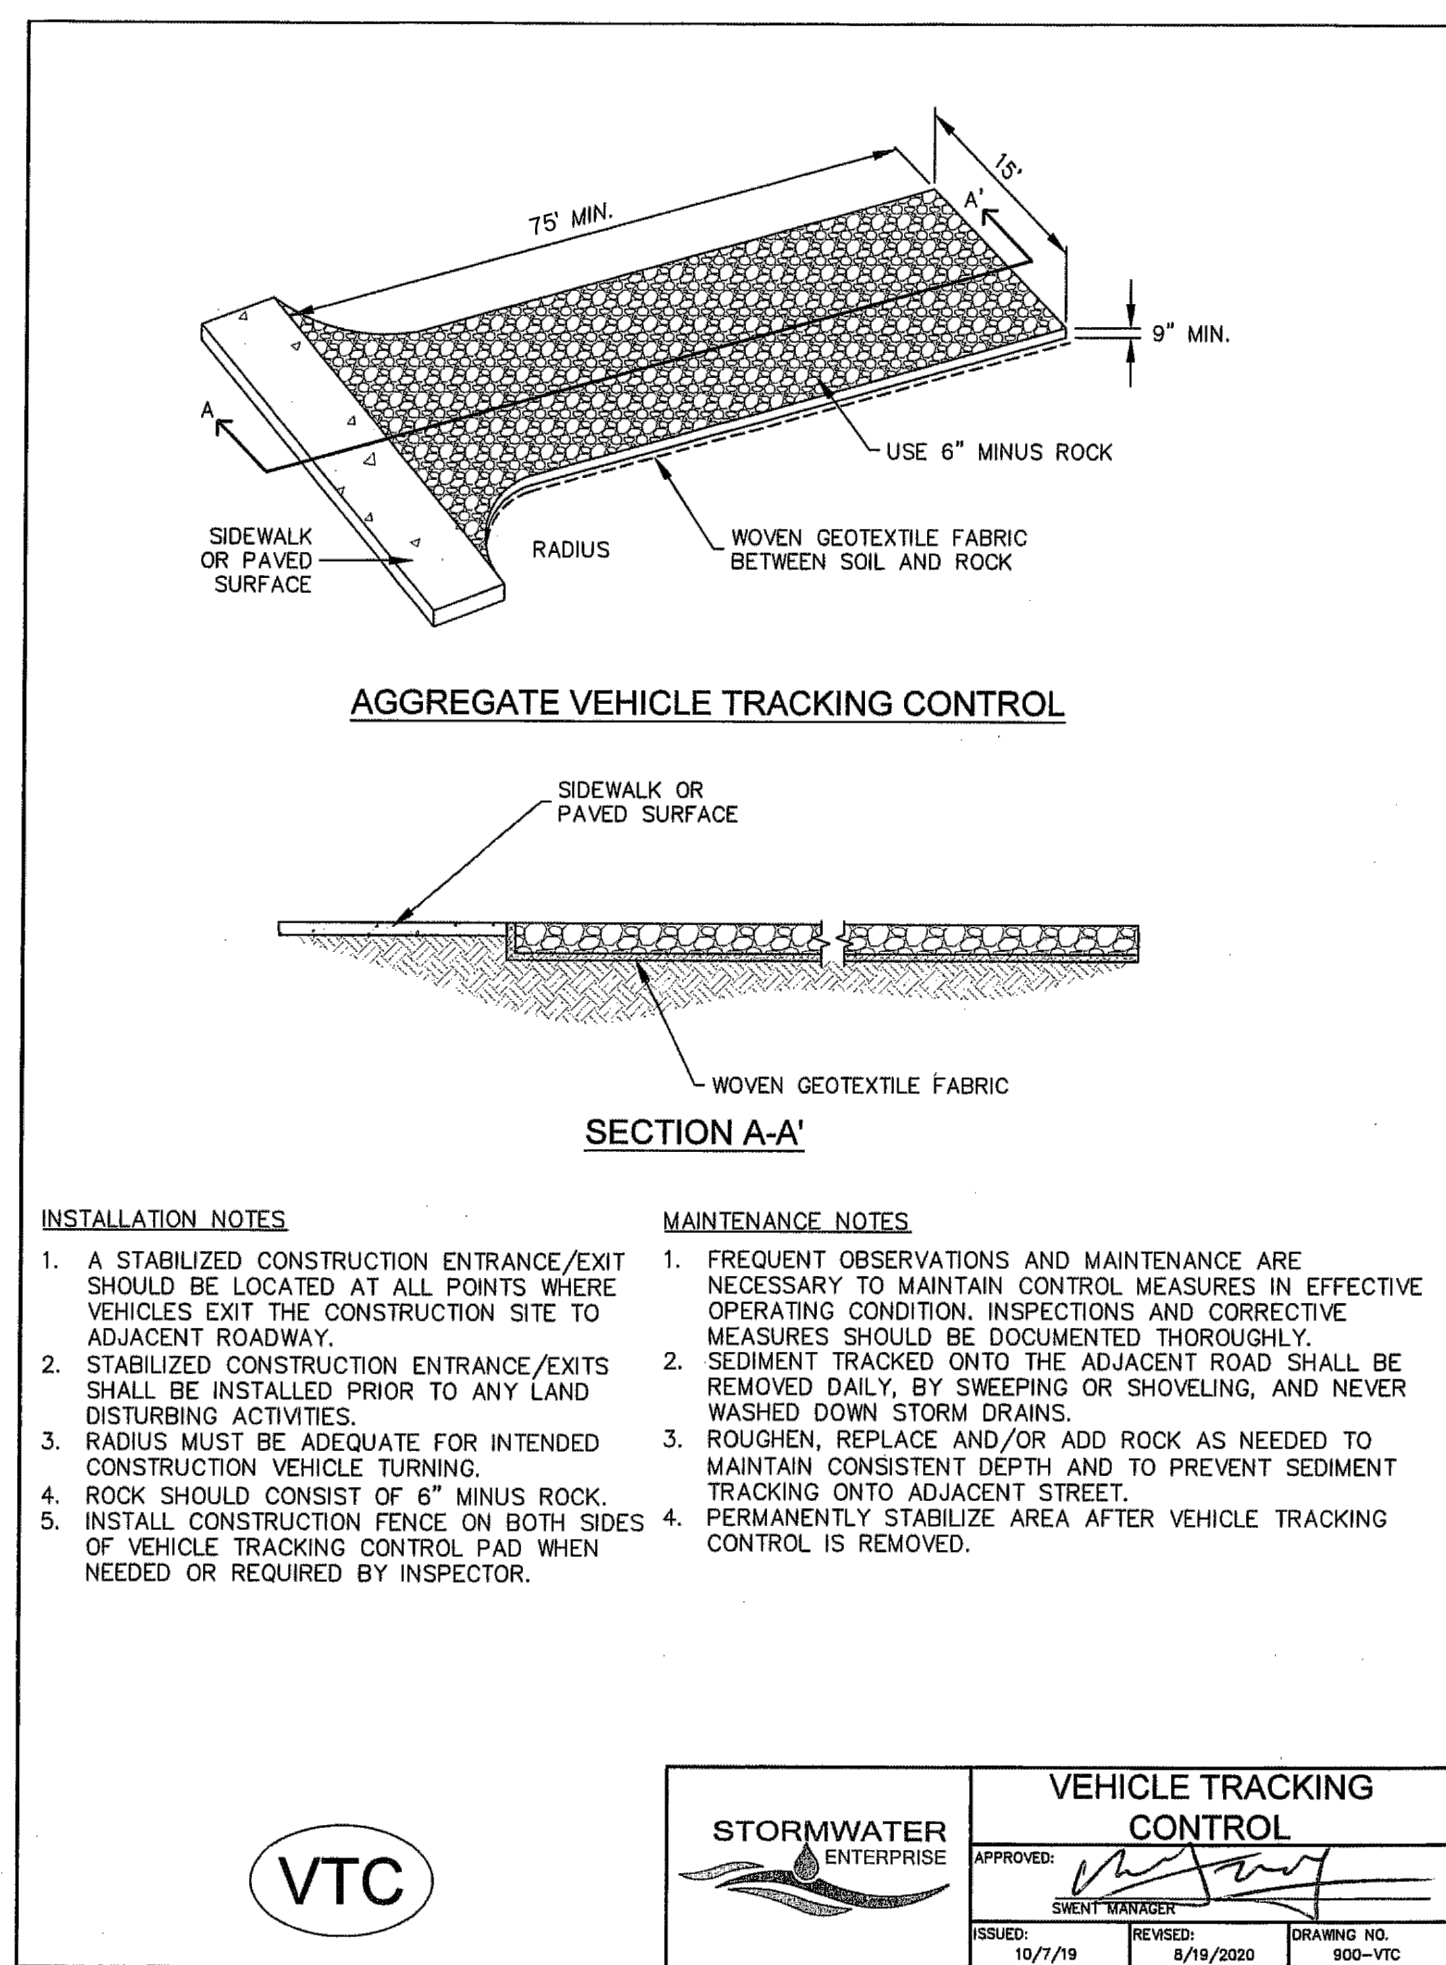 75' MIN.
15'
A'
9" MIN.
A
USE 6" MINUS ROCK
SIDEWALK
OR PAVED
SURFACE
RADIUS
WOVEN GEOTEXTILE FABRIC
BETWEEN SOIL AND ROCK
AGGREGATE VEHICLE TRACKING CONTROL
SIDEWALK OR
PAVED SURFACE
WOVEN GEOTEXTILE FABRIC
SECTION A-A'
INSTALLATION NOTES
1. A STABILIZED CONSTRUCTION ENTRANCE/EXIT
SHOULD BE LOCATED AT ALL POINTS WHERE
VEHICLES EXIT THE CONSTRUCTION SITE TO
ADJACENT ROADWAY.
2. STABILIZED CONSTRUCTION ENTRANCE/EXITS
SHALL BE INSTALLED PRIOR TO ANY LAND
DISTURBING ACTIVITIES.
3. RADIUS MUST BE ADEQUATE FOR INTENDED
CONSTRUCTION VEHICLE TURNING.
4. ROCK SHOULD CONSIST OF 6" MINUS ROCK.
5. INSTALL CONSTRUCTION FENCE ON BOTH SIDES
OF VEHICLE TRACKING CONTROL PAD WHEN
NEEDED OR REQUIRED BY INSPECTOR.
MAINTENANCE NOTES
1. FREQUENT OBSERVATIONS AND MAINTENANCE ARE
NECESSARY TO MAINTAIN CONTROL MEASURES IN EFFECTIVE
OPERATING CONDITION. INSPECTIONS AND CORRECTIVE
MEASURES SHOULD BE DOCUMENTED THOROUGHLY.
2. SEDIMENT TRACKED ONTO THE ADJACENT ROAD SHALL BE
REMOVED DAILY, BY SWEEPING OR SHOVELING, AND NEVER
WASHED DOWN STORM DRAINS.
3. ROUGHEN, REPLACE AND/OR ADD ROCK AS NEEDED TO
MAINTAIN CONSISTENT DEPTH AND TO PREVENT SEDIMENT
TRACKING ONTO ADJACENT STREET.
4. PERMANENTLY STABILIZE AREA AFTER VEHICLE TRACKING
CONTROL IS REMOVED.
VTC
STORMWATER
ENTERPRISE
VEHICLE TRACKING
CONTROL
APPROVED:
SWENT MANAGER
ISSUED:
10/7/19
REVISED:
8/19/2020
DRAWING NO.
900-VTC